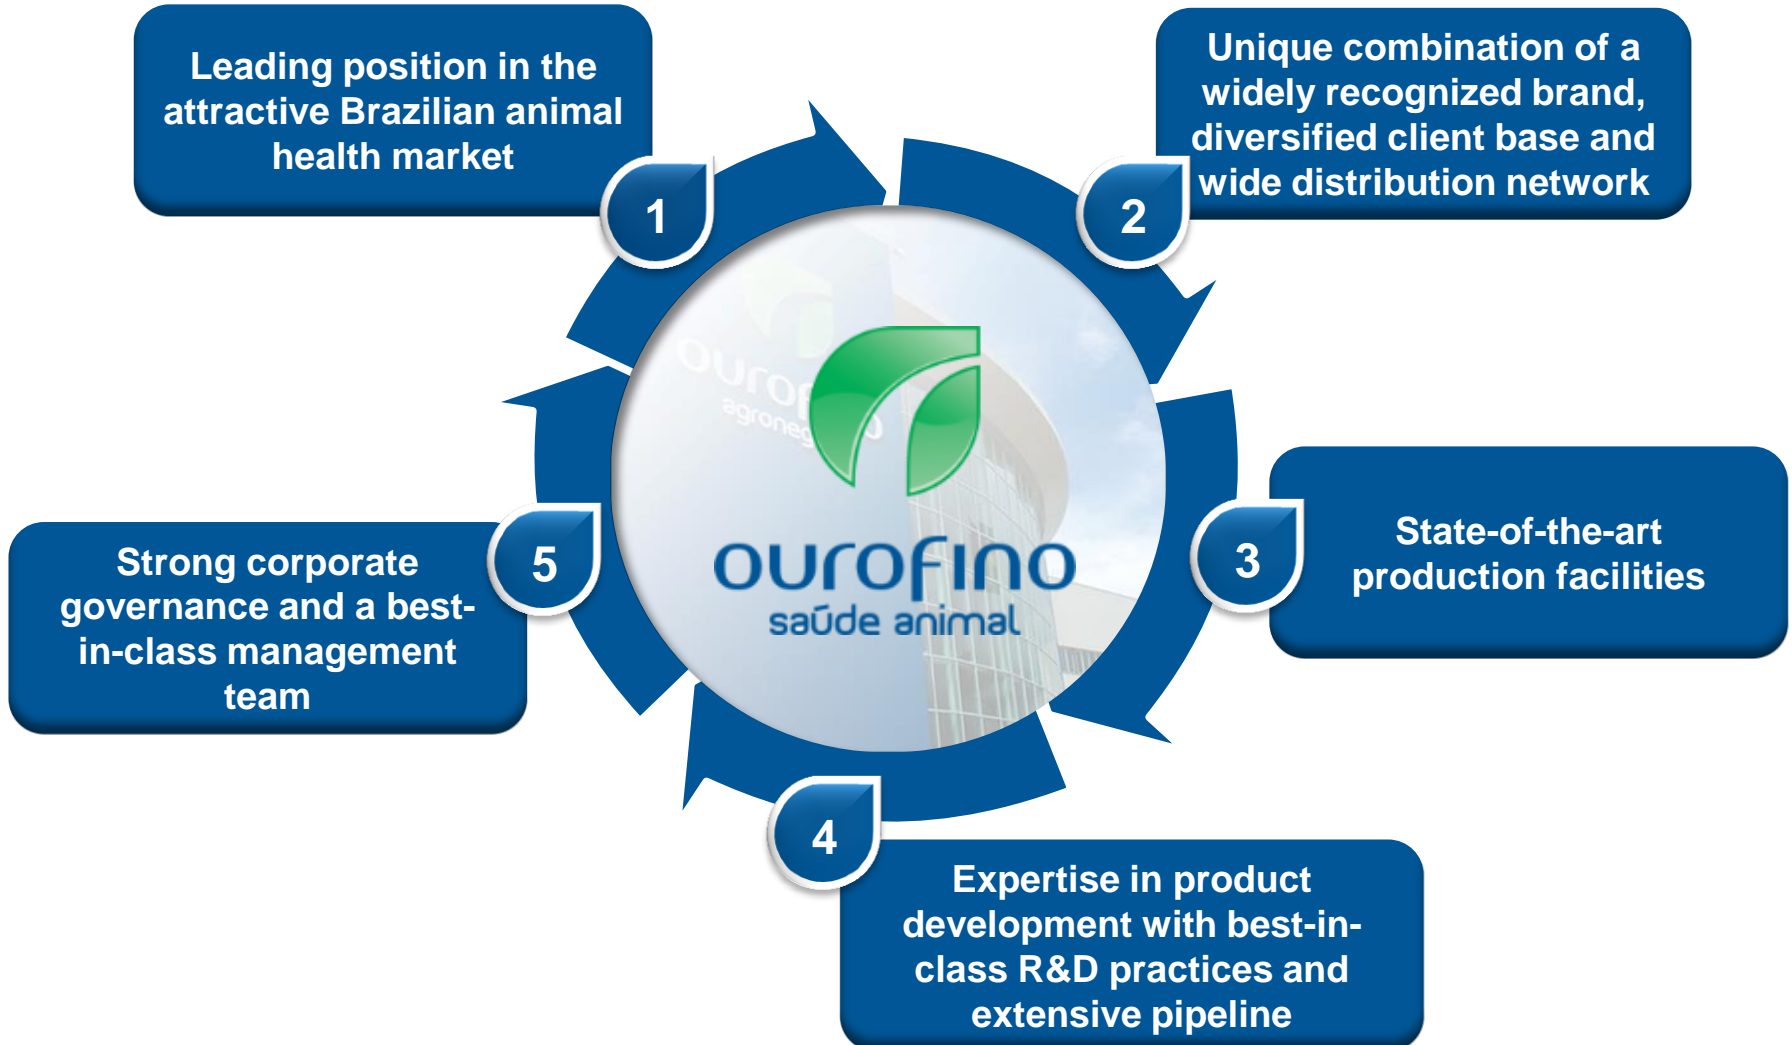 Leading position in the
attractive Brazilian animal
health market
1
Unique combination of a
widely recognized brand,
diversified client base and
wide distribution network
2
State-of-the-art
production facilities
3
Expertise in product
development with best-in-
class R&D practices and
extensive pipeline
4
Strong corporate
governance and a best-
in-class management
team
5
ourofino
saúde animal